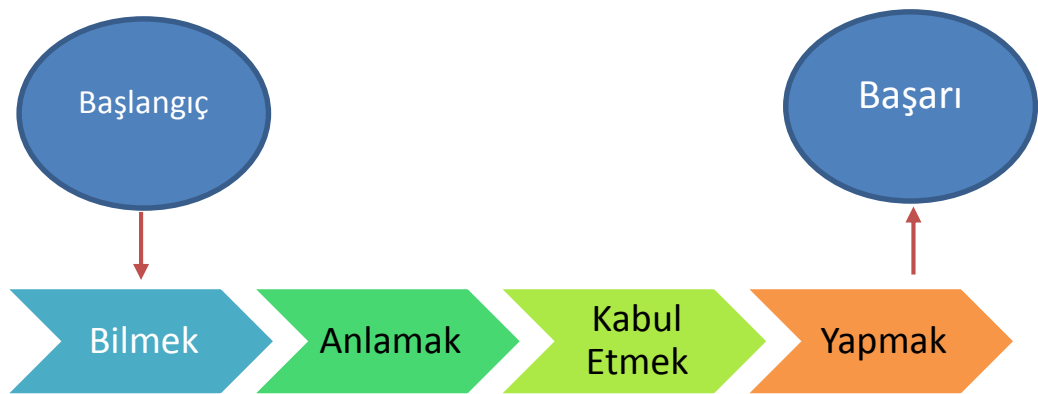 Başlangıç
Başarı
Bilmek
Anlamak
Kabul
Etmek
Yapmak